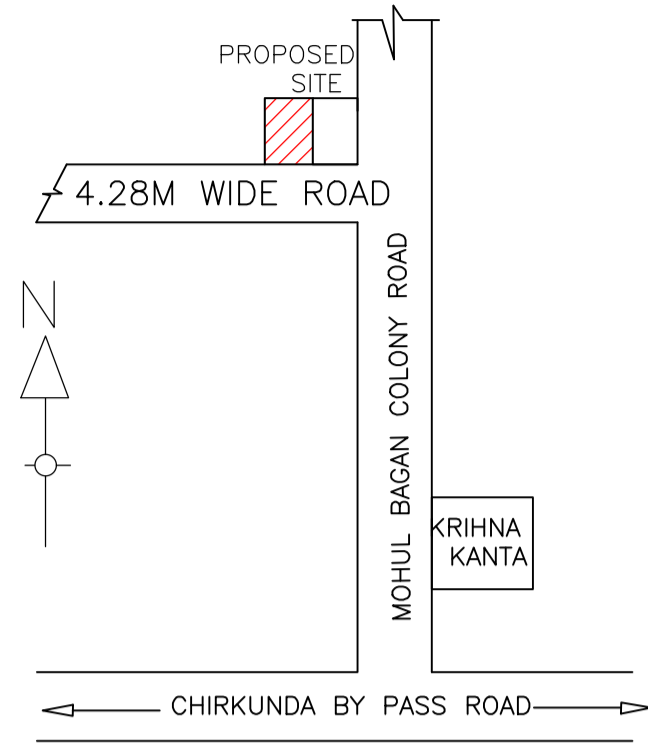 PROPOSED
SITE
4.28M WIDE ROAD
N
MOHUL BAGAN COLONY ROAD
KRIHNA
KANTA
CHIRKUNDA BY PASS ROAD